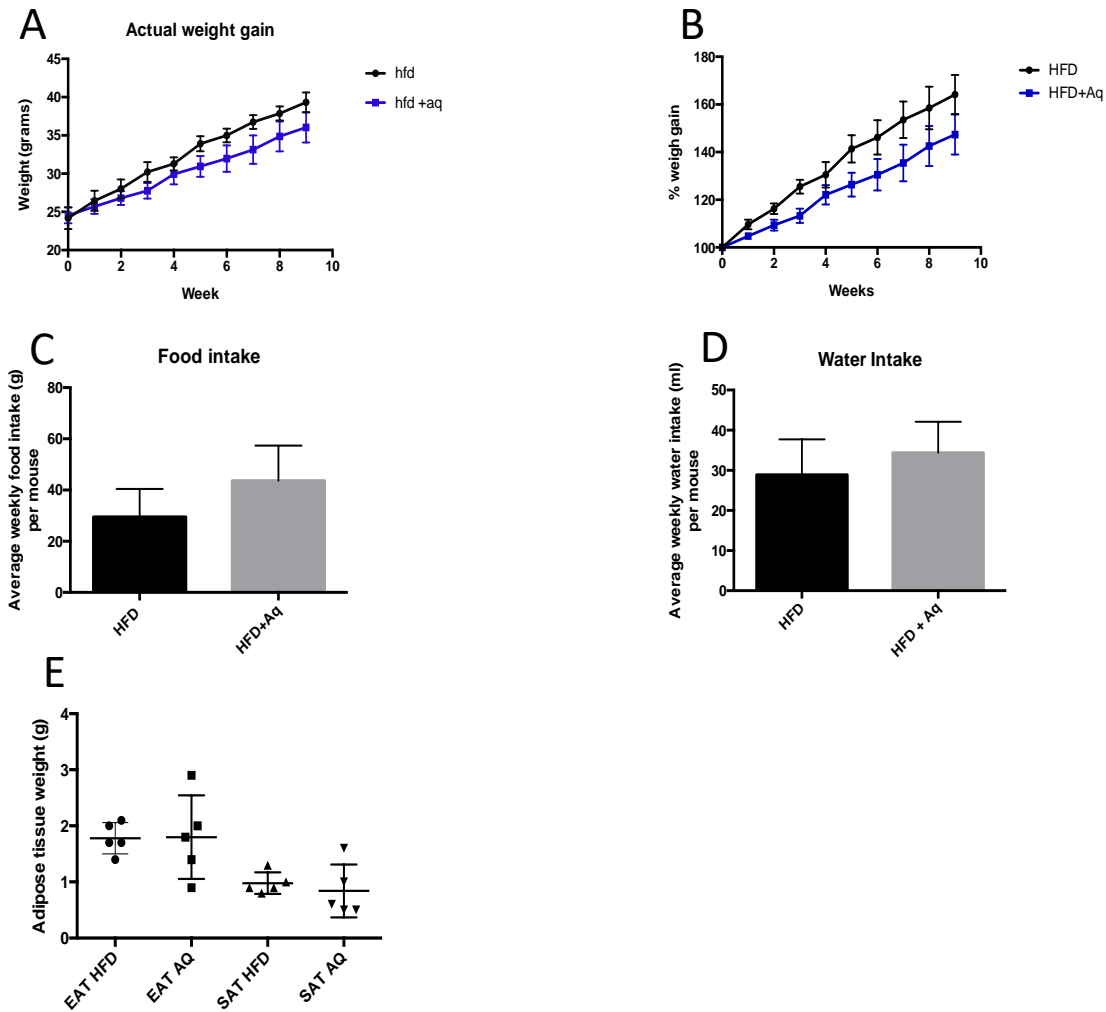 A
Actual weight gain
Weight (grams)
45
40
35
30
25
20
0
2
4
6
8
10
Week
hfd
hfd +aq
B
% weigh gain
180
160
140
120
100
0
2
4
6
8
10
Weeks
HFD
HFD+Aq
C
Food intake
Average weekly food intake (g)
per mouse
80
60
40
20
0
HFD
HFD+Aq
D
Water Intake
Average weekly water intake (ml)
per mouse
50
40
30
20
10
0
HFD
HFD + Aq
E
Adipose tissue weight (g)
4
3
2
1
0
EAT HFD
EAT AQ
SAT HFD
SAT AQ